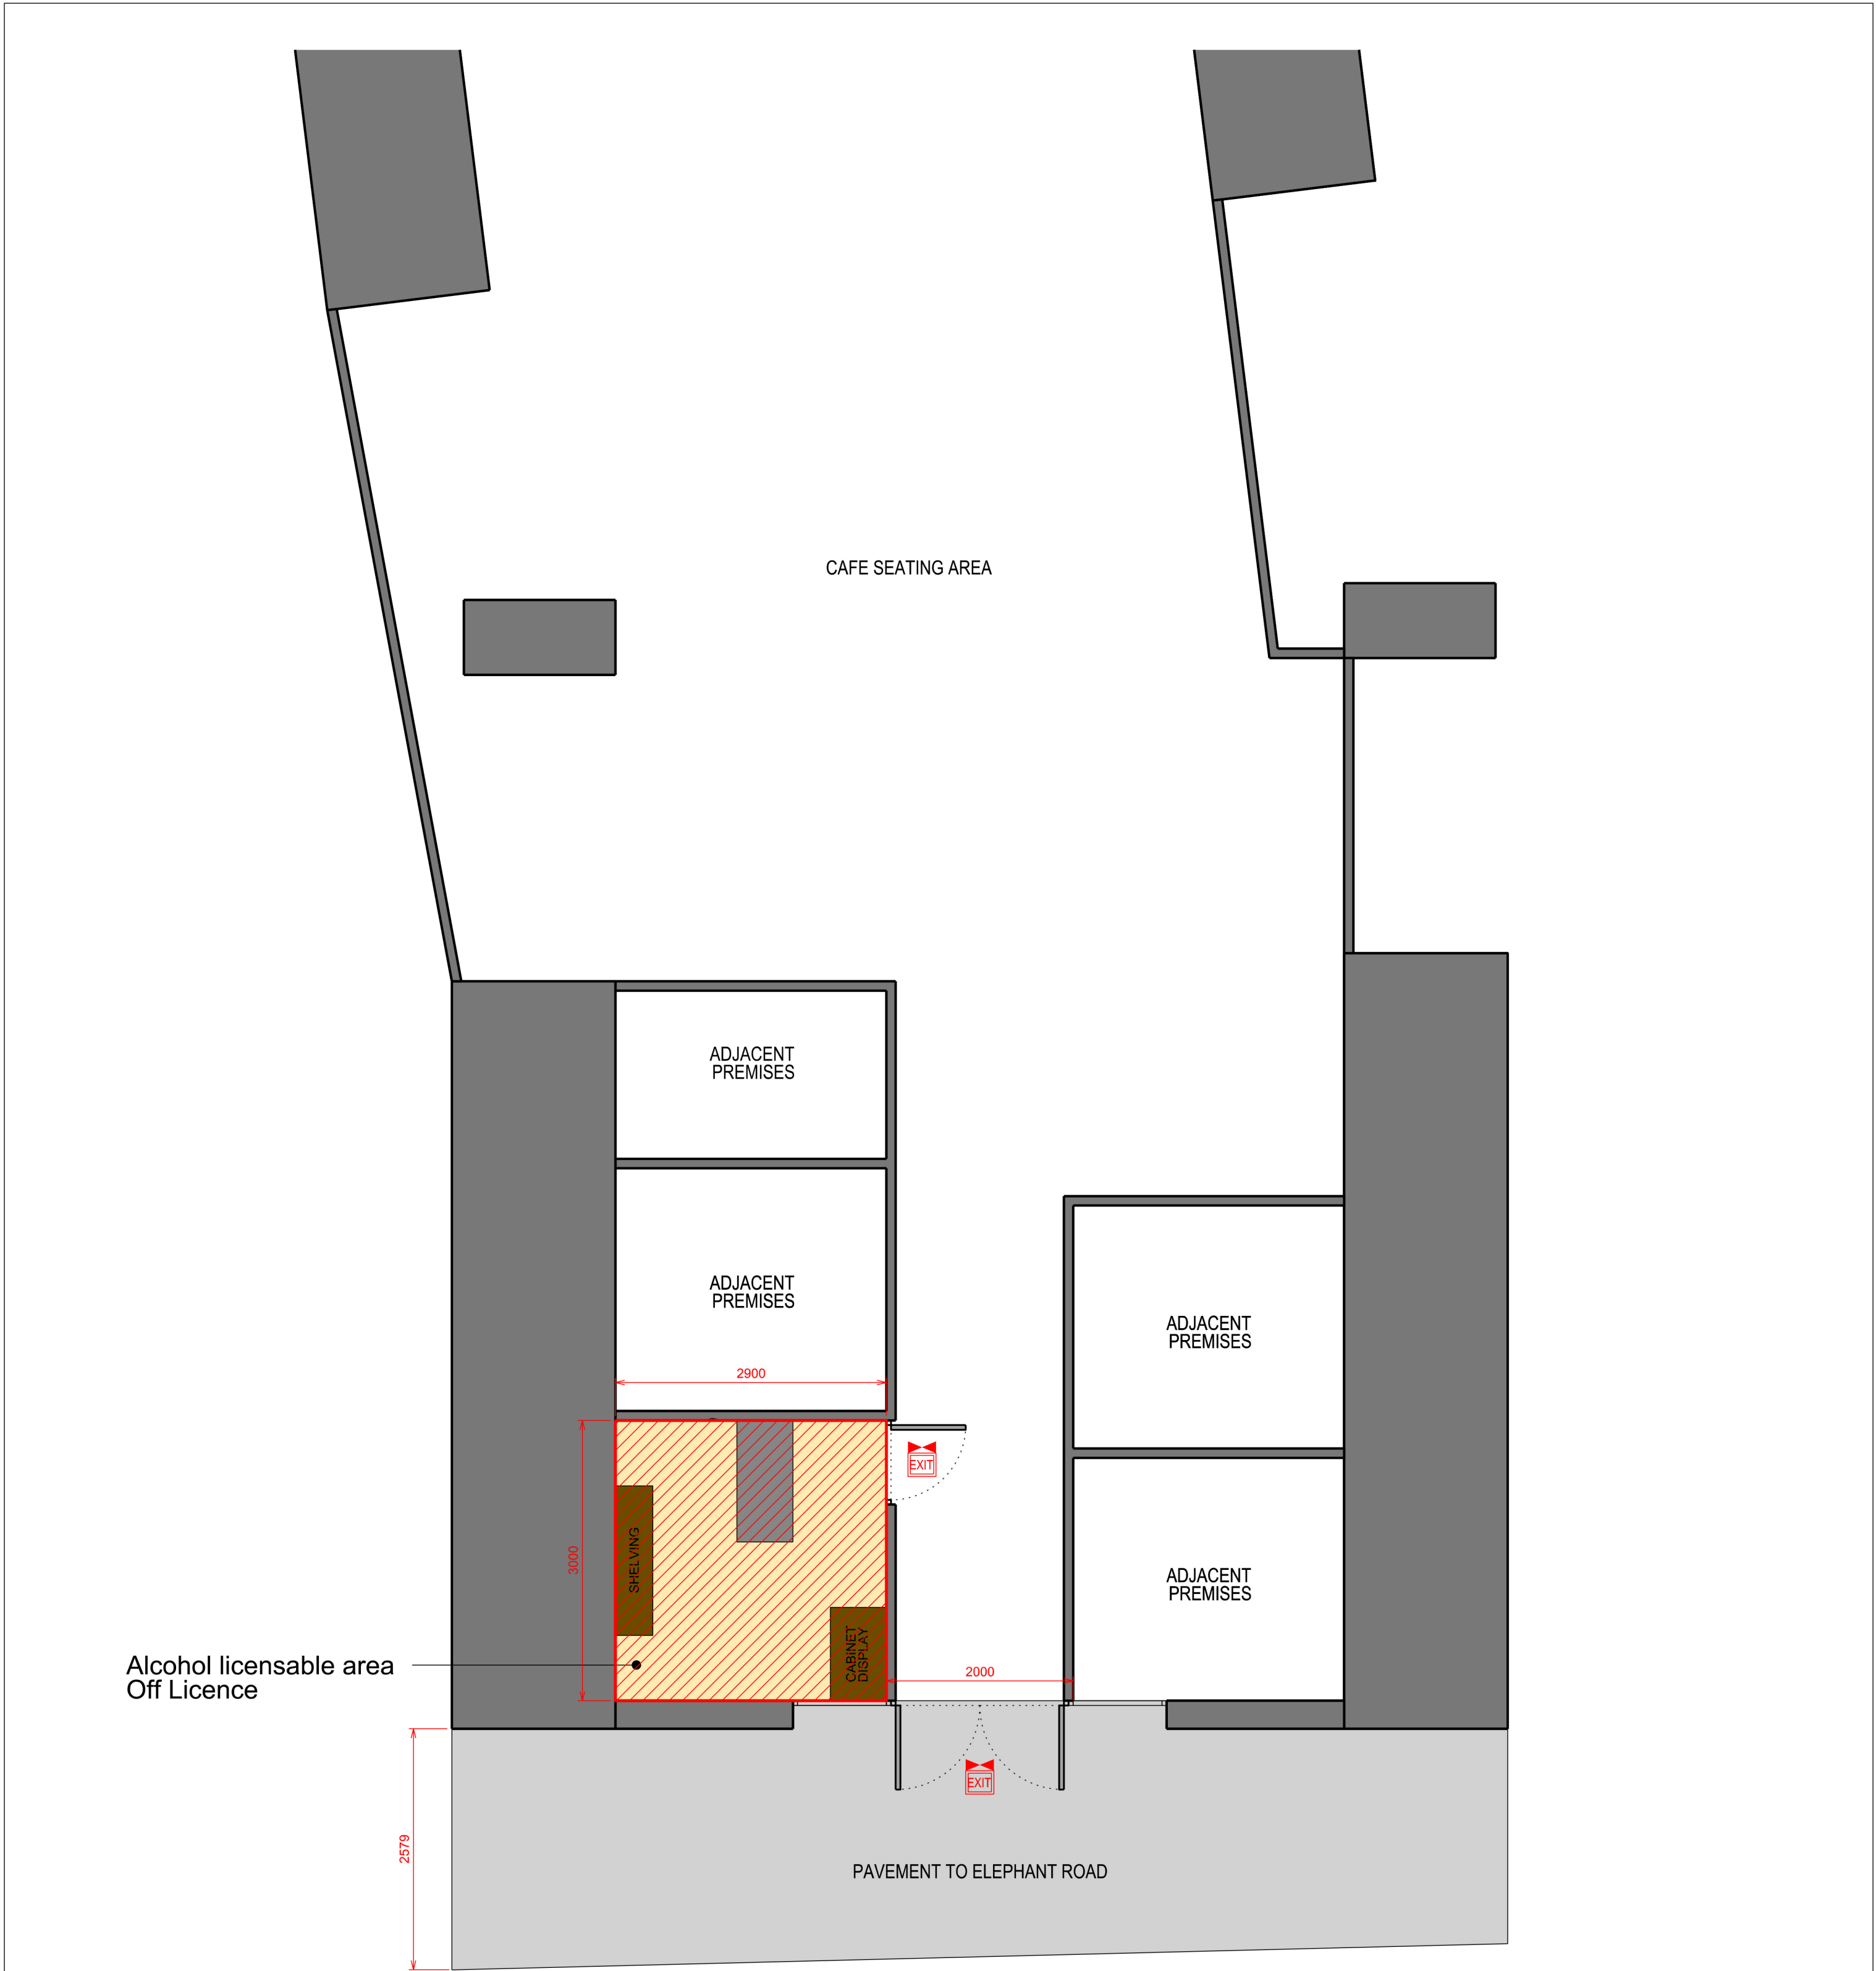 CAFE SEATING AREA
ADJACENT
PREMISES
ADJACENT
PREMISES
ADJACENT
PREMISES
2900
EXIT
3000
SHELVING
ADJACENT
PREMISES
CABINET
DISPLAY
Alcohol licensable area
Off Licence
2000
EXIT
2579
PAVEMENT TO ELEPHANT ROAD